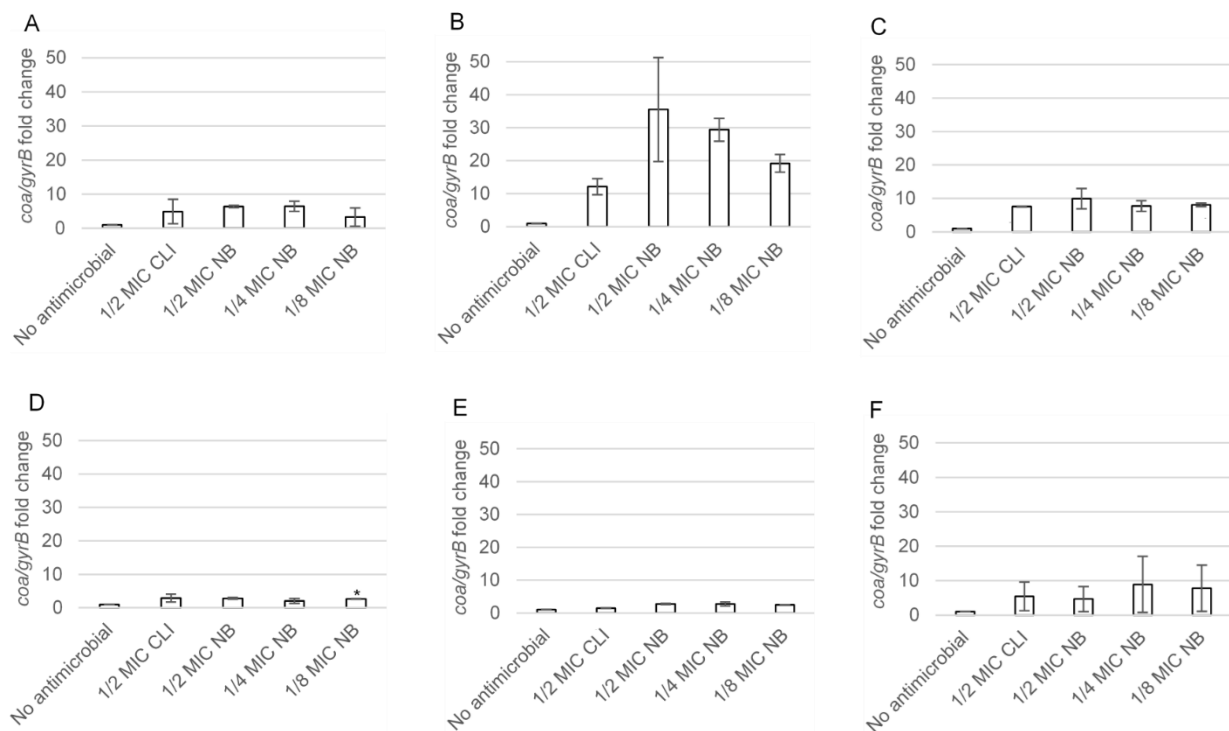 A
coa/gyrB fold change
50
40
30
20
10
0
No antimicrobial
1/2 MIC CLI
1/2 MIC NB
1/4 MIC NB
1/8 MIC NB
B
coa/gyrB fold change
50
40
30
20
10
0
No antimicrobial
1/2 MIC CLI
1/2 MIC NB
1/4 MIC NB
1/8 MIC NB
C
coa/gyrB fold change
50
40
30
20
10
0
No antimicrobial
1/2 MIC CLI
1/2 MIC NB
1/4 MIC NB
1/8 MIC NB
D
coa/gyrB fold change
50
40
30
20
10
0
*
No antimicrobial
1/2 MIC CLI
1/2 MIC NB
1/4 MIC NB
1/8 MIC NB
E
coa/gyrB fold change
50
40
30
20
10
0
No antimicrobial
1/2 MIC CLI
1/2 MIC NB
1/4 MIC NB
1/8 MIC NB
F
coa/gyrB fold change
50
40
30
20
10
0
No antimicrobial
1/2 MIC CLI
1/2 MIC NB
1/4 MIC NB
1/8 MIC NB